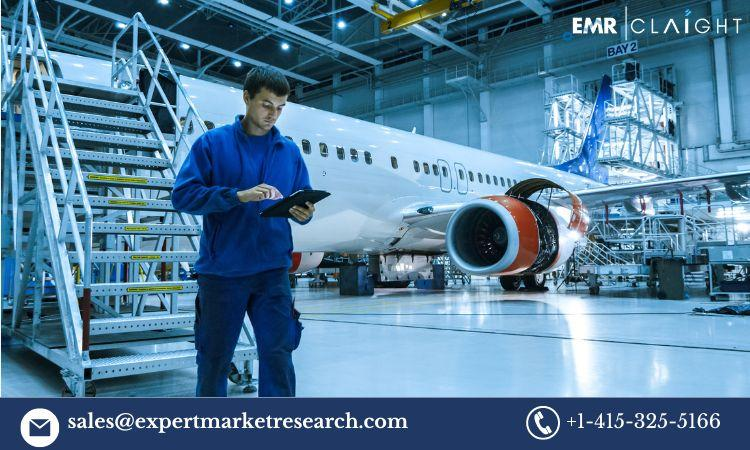 EMR CLAIGHT
BAY 2
sales@expertmarketresearch.com
+1-415-325-5166